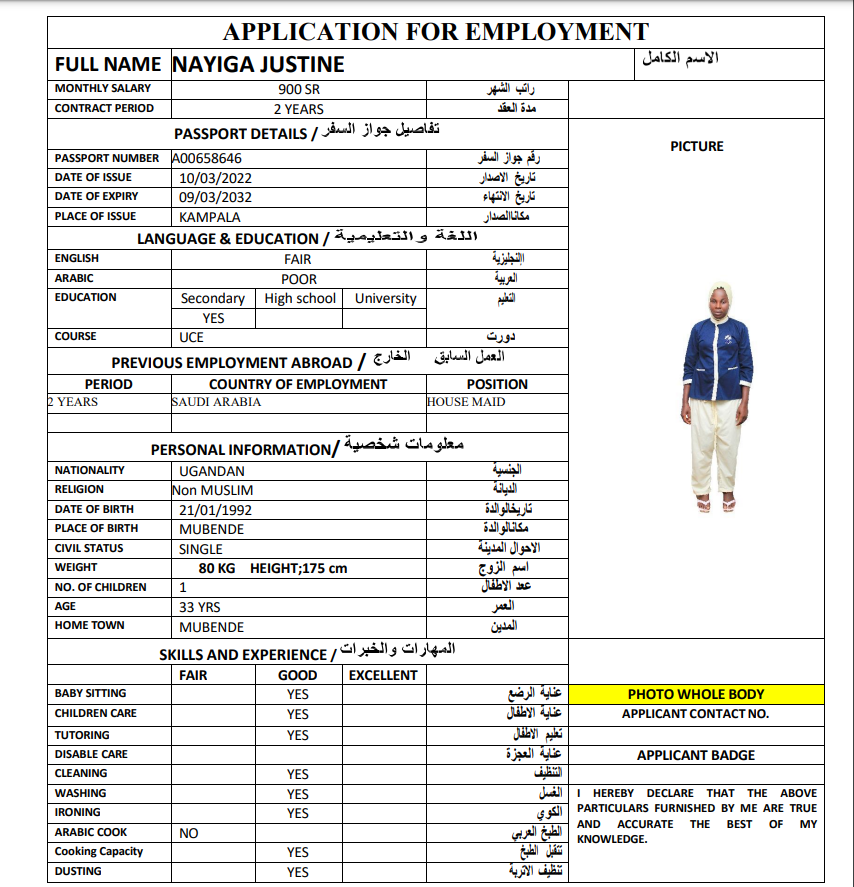 APPLICATION FOR EMPLOYMENT
FULL NAME NAYIGA JUSTINE الاسم الكامل
MONTHLY SALARY 900 SR راتب الشهر
CONTRACT PERIOD 2 YEARS مدة العقد
PASSPORT DETAILS / تفاصيل جواز السفر
PICTURE
PASSPORT NUMBER A00658646 رقم جواز السفر
DATE OF ISSUE 10/03/2022 تاريخ الاصدار
DATE OF EXPIRY 09/03/2032 تاريخ الانتهاء
PLACE OF ISSUE KAMPALA مكاناالصدار
LANGUAGE & EDUCATION / اللغة والتعليمية
ENGLISH FAIR االنجليزية
ARABIC POOR العربية
EDUCATION Secondary High school University التعليم
YES
COURSE UCE دورت
PREVIOUS EMPLOYMENT ABROAD / العمل السابق الخارج
PERIOD COUNTRY OF EMPLOYMENT POSITION
2 YEARS SAUDI ARABIA HOUSE MAID
PERSONAL INFORMATION/ معلومات شخصية
NATIONALITY UGANDAN الجنسية
RELIGION Non MUSLIM الديانة
DATE OF BIRTH 21/01/1992 تاريخالوالدة
PLACE OF BIRTH MUBENDE مكانالوالدة
CIVIL STATUS SINGLE الاحوال المدينة
WEIGHT 80 KG HEIGHT;175 cm اسم الزوج
NO. OF CHILDREN 1 عدد الاطفال
AGE 33 YRS العمر
HOME TOWN MUBENDE المدين
SKILLS AND EXPERIENCE / المهارات والخبرات
FAIR GOOD EXCELLENT
BABY SITTING YES عناية الرضع PHOTO WHOLE BODY
CHILDREN CARE YES عناية الاطفال APPLICANT CONTACT NO.
TUTORING YES تعليم الاطفال
DISABLE CARE عناية العجزة APPLICANT BADGE
CLEANING YES التنظيف
WASHING YES الغسل
IRONING YES الكوي
ARABIC COOK NO الطبخ العربي
Cooking Capacity YES الطبخ
DUSTING YES تنظيف الاتربة
I HEREBY DECLARE THAT THE ABOVE
PARTICULARS FURNISHED BY ME ARE TRUE
AND ACCURATE THE BEST OF MY
KNOWLEDGE.